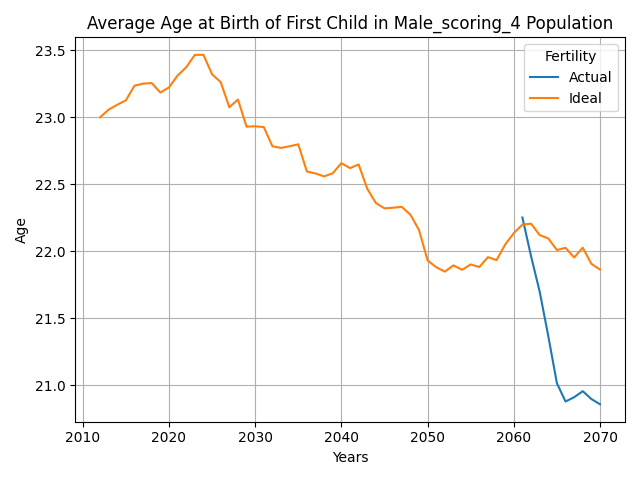 Average Age at Birth of First Child in Male_scoring_4 Population
Fertility
Actual
Ideal
Age
23.5
23.0
22.5
22.0
21.5
21.0
2010 2020 2030 2040 2050 2060 2070
Years